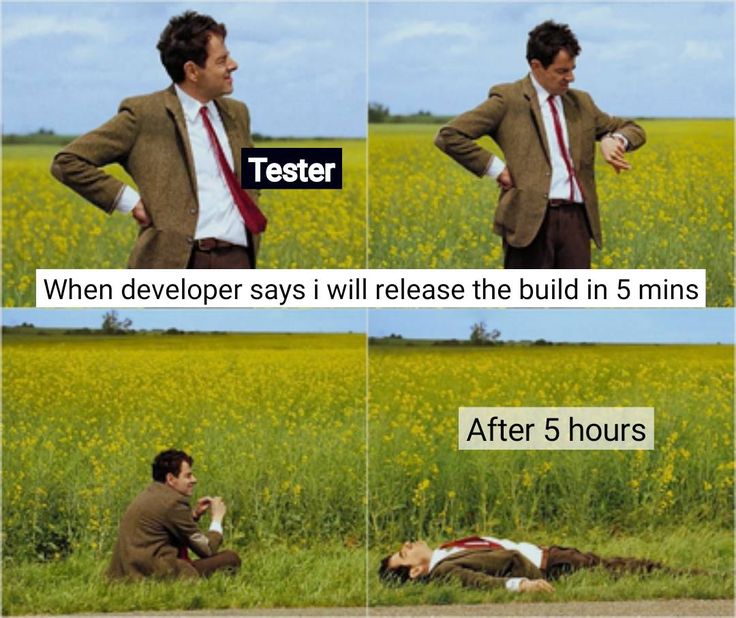 Tester
When developer says i will release the build in 5 mins
After 5 hours